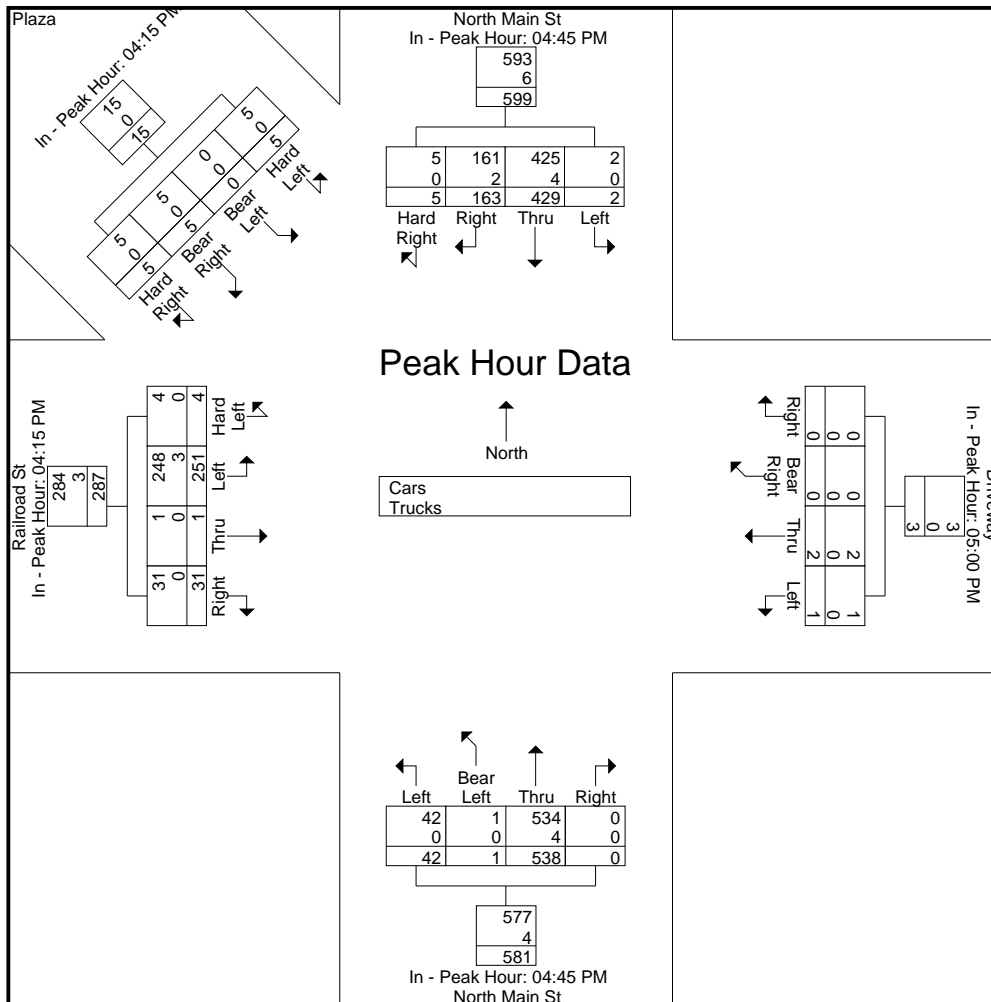 Plaza
In - Peak Hour: 04:15 PM
15
0
15
5 0 5
0 0 0
5 5 0
5 0 5
Hard Left
Bear Left
Bear Right
Hard Right
North Main St
In - Peak Hour: 04:45 PM
593
6
599
5 161 425 2
0 2 4 0
5 163 429 2
Hard Right
Right
Thru
Left
Peak Hour Data
North
Cars
Trucks
Railroad St
In - Peak Hour: 04:15 PM
284
3
287
4 0 4
Hard Left
248 3 251
Left
1 0 1
Thru
31 0 31
Right
Right
0 0 0
Bear Right
0 0 0
Thru
2 0 2
Left
1 0 1
3 0 3
In - Peak Hour: 05:00 PM
Driveway
Left
Bear Left
Thru
Right
42 1 534 0
0 0 4 0
42 1 538 0
577
4
581
In - Peak Hour: 04:45 PM
North Main St